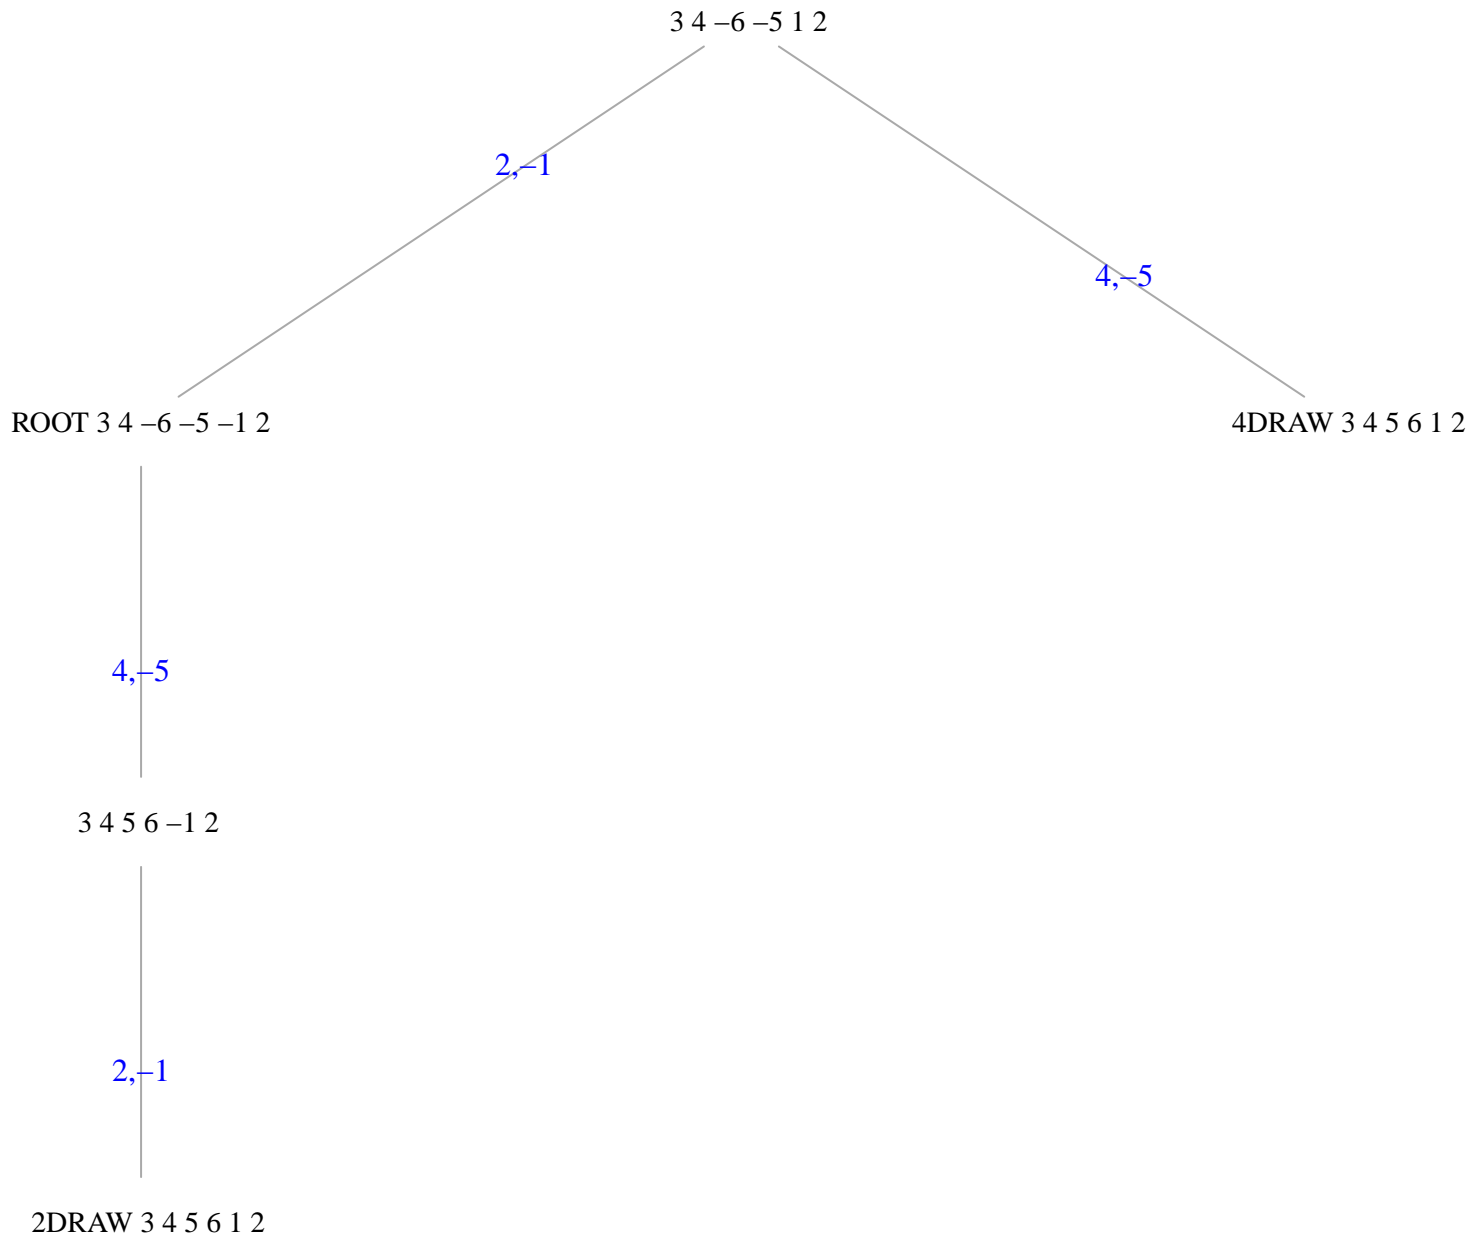 3 4 –6 –5 1 2
2,–1
4,–5
ROOT 3 4 –6 –5 –1 2
4DRAW 3 4 5 6 1 2
4,–5
3 4 5 6 –1 2
2,–1
2DRAW 3 4 5 6 1 2